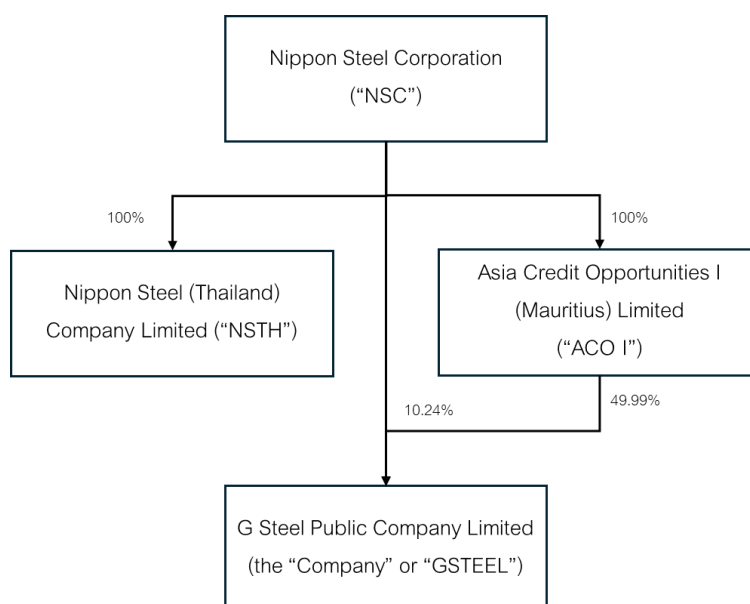 Nippon Steel Corporation
(“NSC”)
100%
100%
Nippon Steel (Thailand)
Company Limited (“NSTH”)
Asia Credit Opportunities I
(Mauritius) Limited
(“ACO I”)
10.24%
49.99%
G Steel Public Company Limited
(the “Company” or “GSTEEL”)